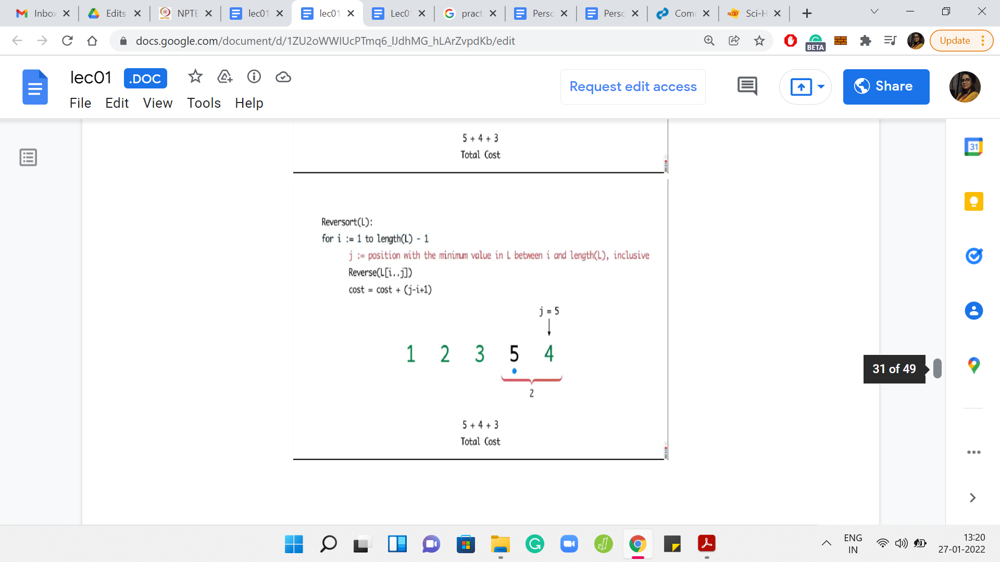 Inbo
Edits
NPTE
lec01
lec01
Lec0
pract
Perso
Perso
Com
Sci-H
docs.google.com/document/d/1ZU2oWWIUcPTmq6_lJdhMG_hLArZvpdKb/edit
BETA
Update
lec01 .DOC
File Edit View Tools Help
Request edit access
Share
5 + 4 + 3
Total Cost
Reversort(L):
for i := 1 to length(L) - 1
j := position with the minimum value in L between i and length(L), inclusive
Reverse(L[i..j])
cost = cost + (j-i+1)
j = 5
1 2 3 5 4
2
5 + 4 + 3
Total Cost
31 of 49
31
ENG
IN
13:20
27-01-2022